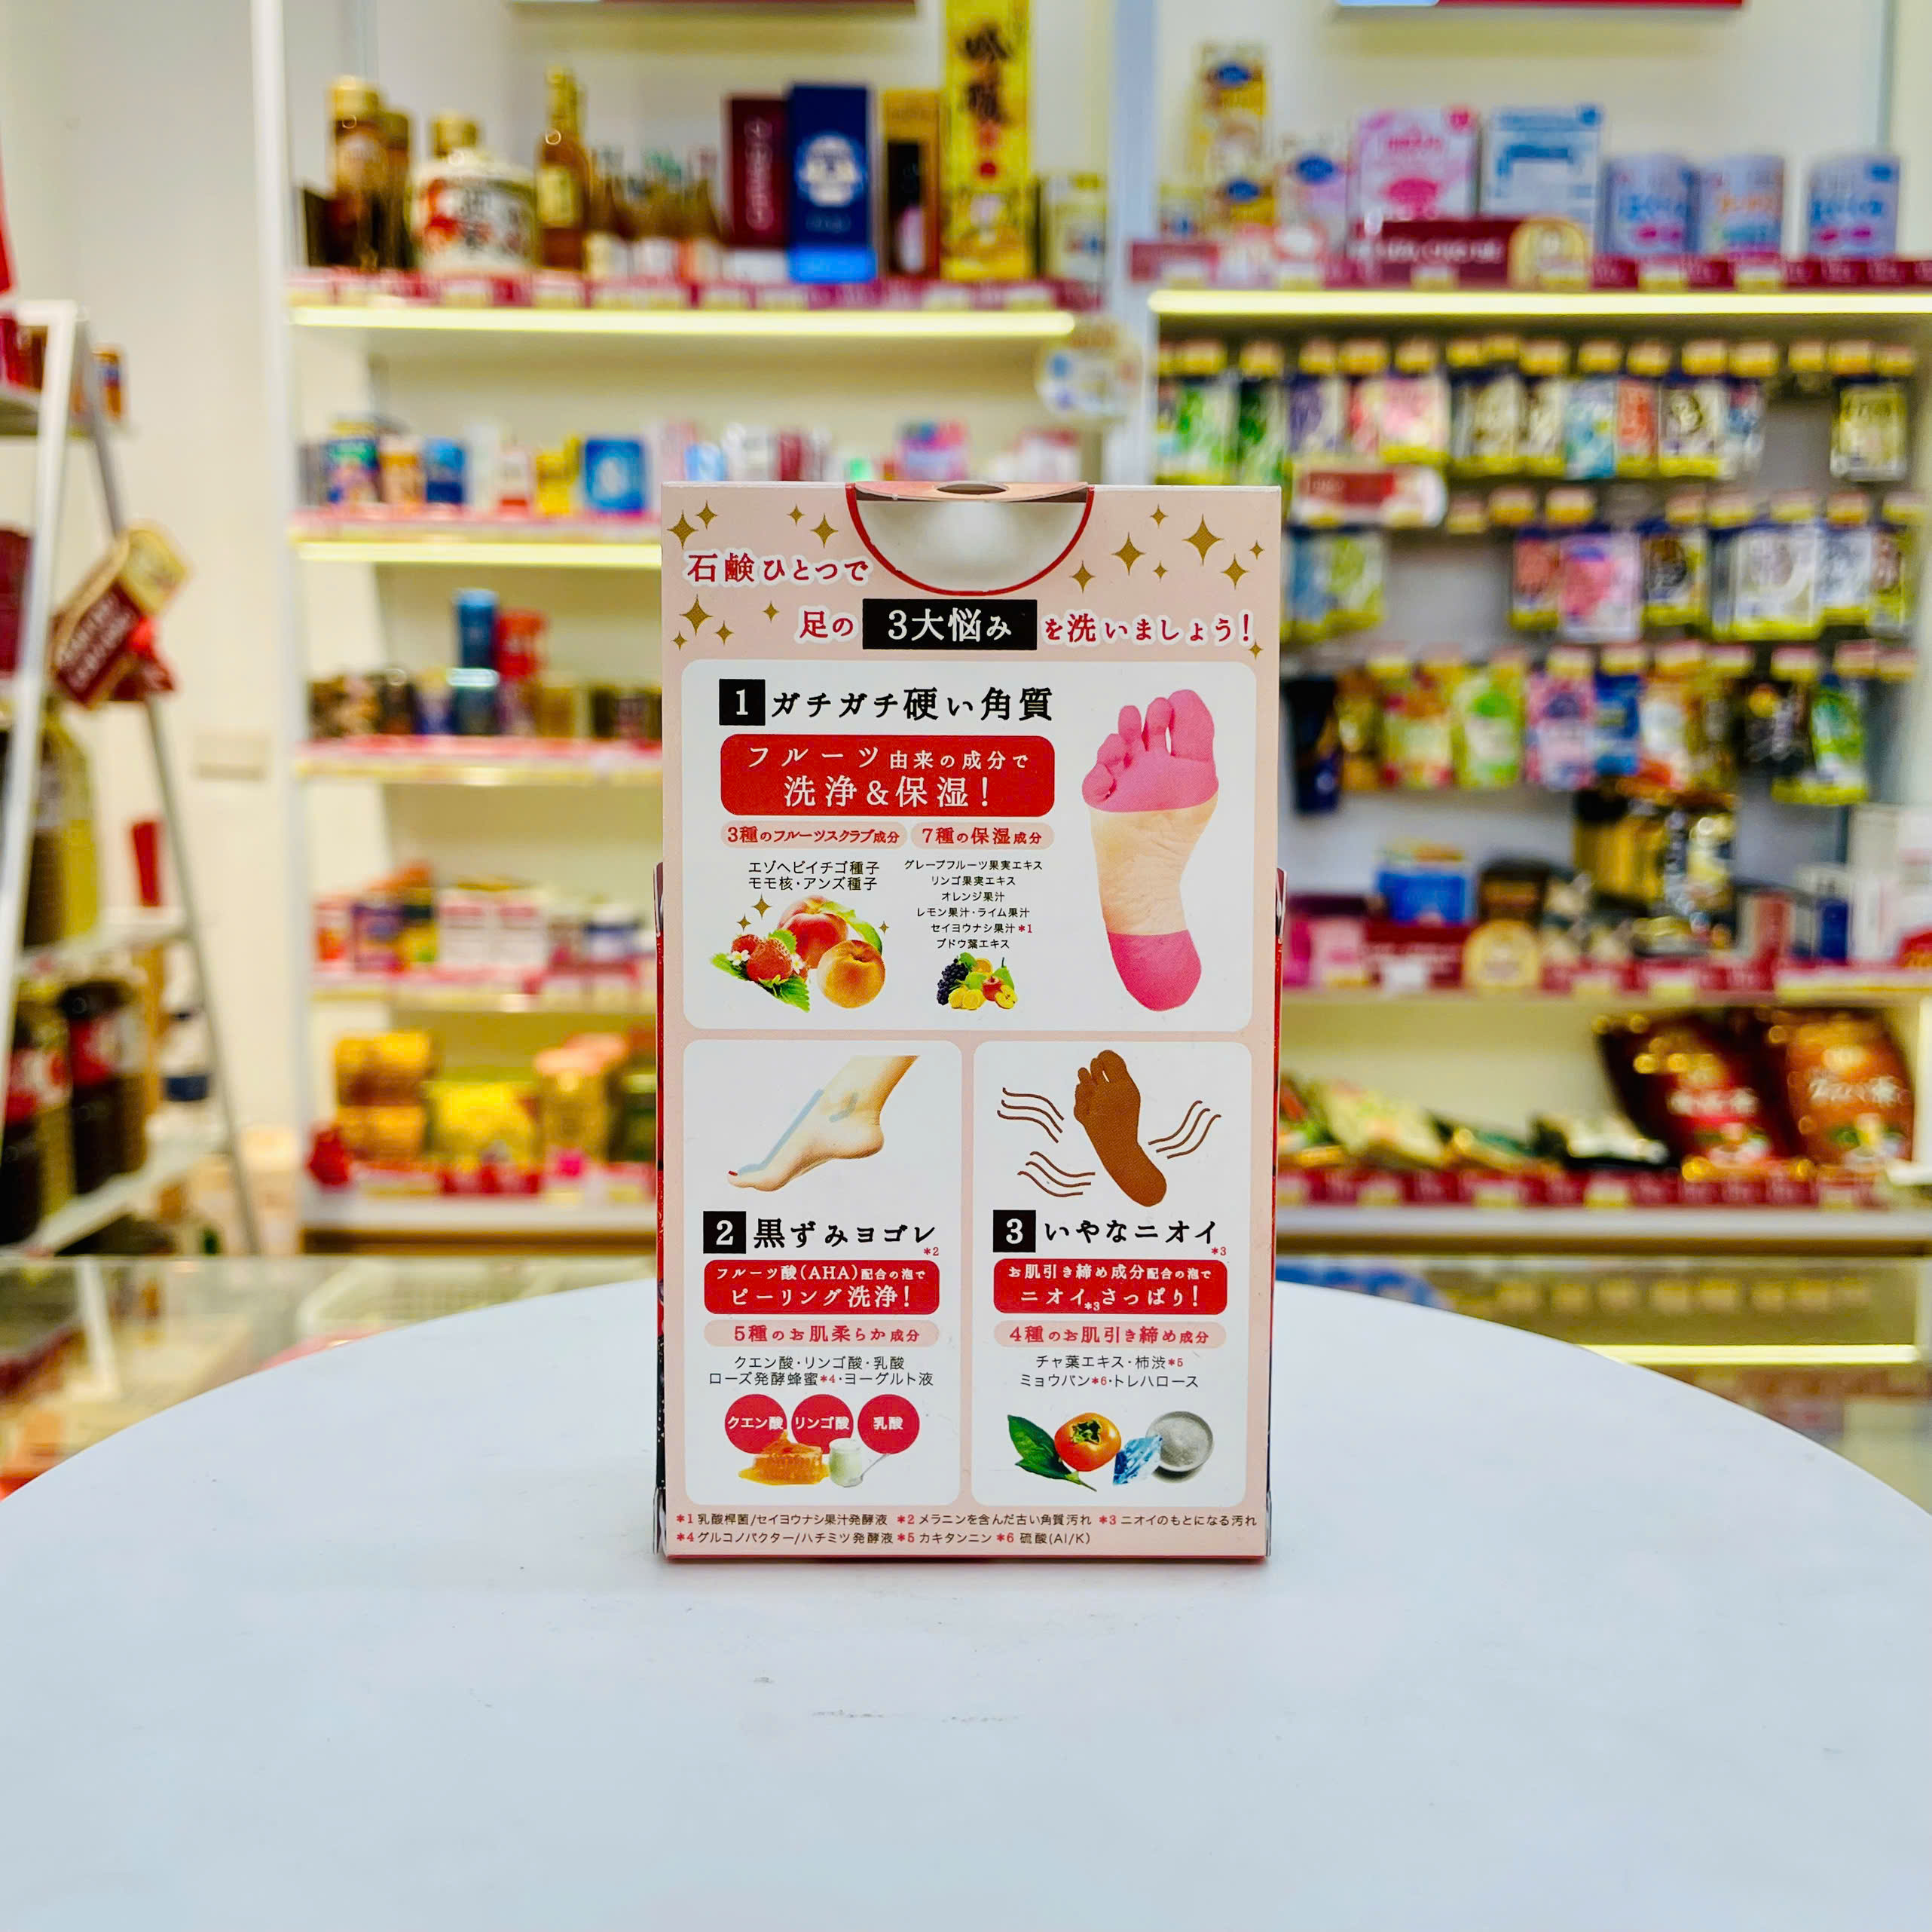 石鹸ひとつで
足の 3大悩み を洗いましょう!
1 ガチガチ硬い角質
フルーツ由来の成分で
洗浄&保湿!
3種のフルーツスクラブ成分
エゾヘビイチゴ種子
モモ核・アンズ種子
7種の保湿成分
グレープフルーツ果実エキス
リンゴ果実エキス
オレンジ果汁
レモン果汁・ライム果汁
セイヨウナシ果汁*1
ブドウ葉エキス
2 黒ずみヨゴレ*2
フルーツ酸(AHA)配合の泡で
ピーリング洗浄!
5種のお肌柔らか成分
クエン酸・リンゴ酸・乳酸
ローズ発酵蜂蜜*4・ヨーグルト液
クエン酸 リンゴ酸 乳酸
3 いやなニオイ*3
お肌引き締め成分配合の泡で
ニオイ*3さっぱり!
4種のお肌引き締め成分
チャ葉エキス・柿渋*5
ミョウバン*6・トレハロース
*1 乳酸桿菌/セイヨウナシ果汁発酵液 *2 メラニンを含んだ古い角質汚れ *3 ニオイのもとになる汚れ
*4 グルコノバクター/ハチミツ発酵液 *5 カキタンニン *6 硫酸(Al/K)